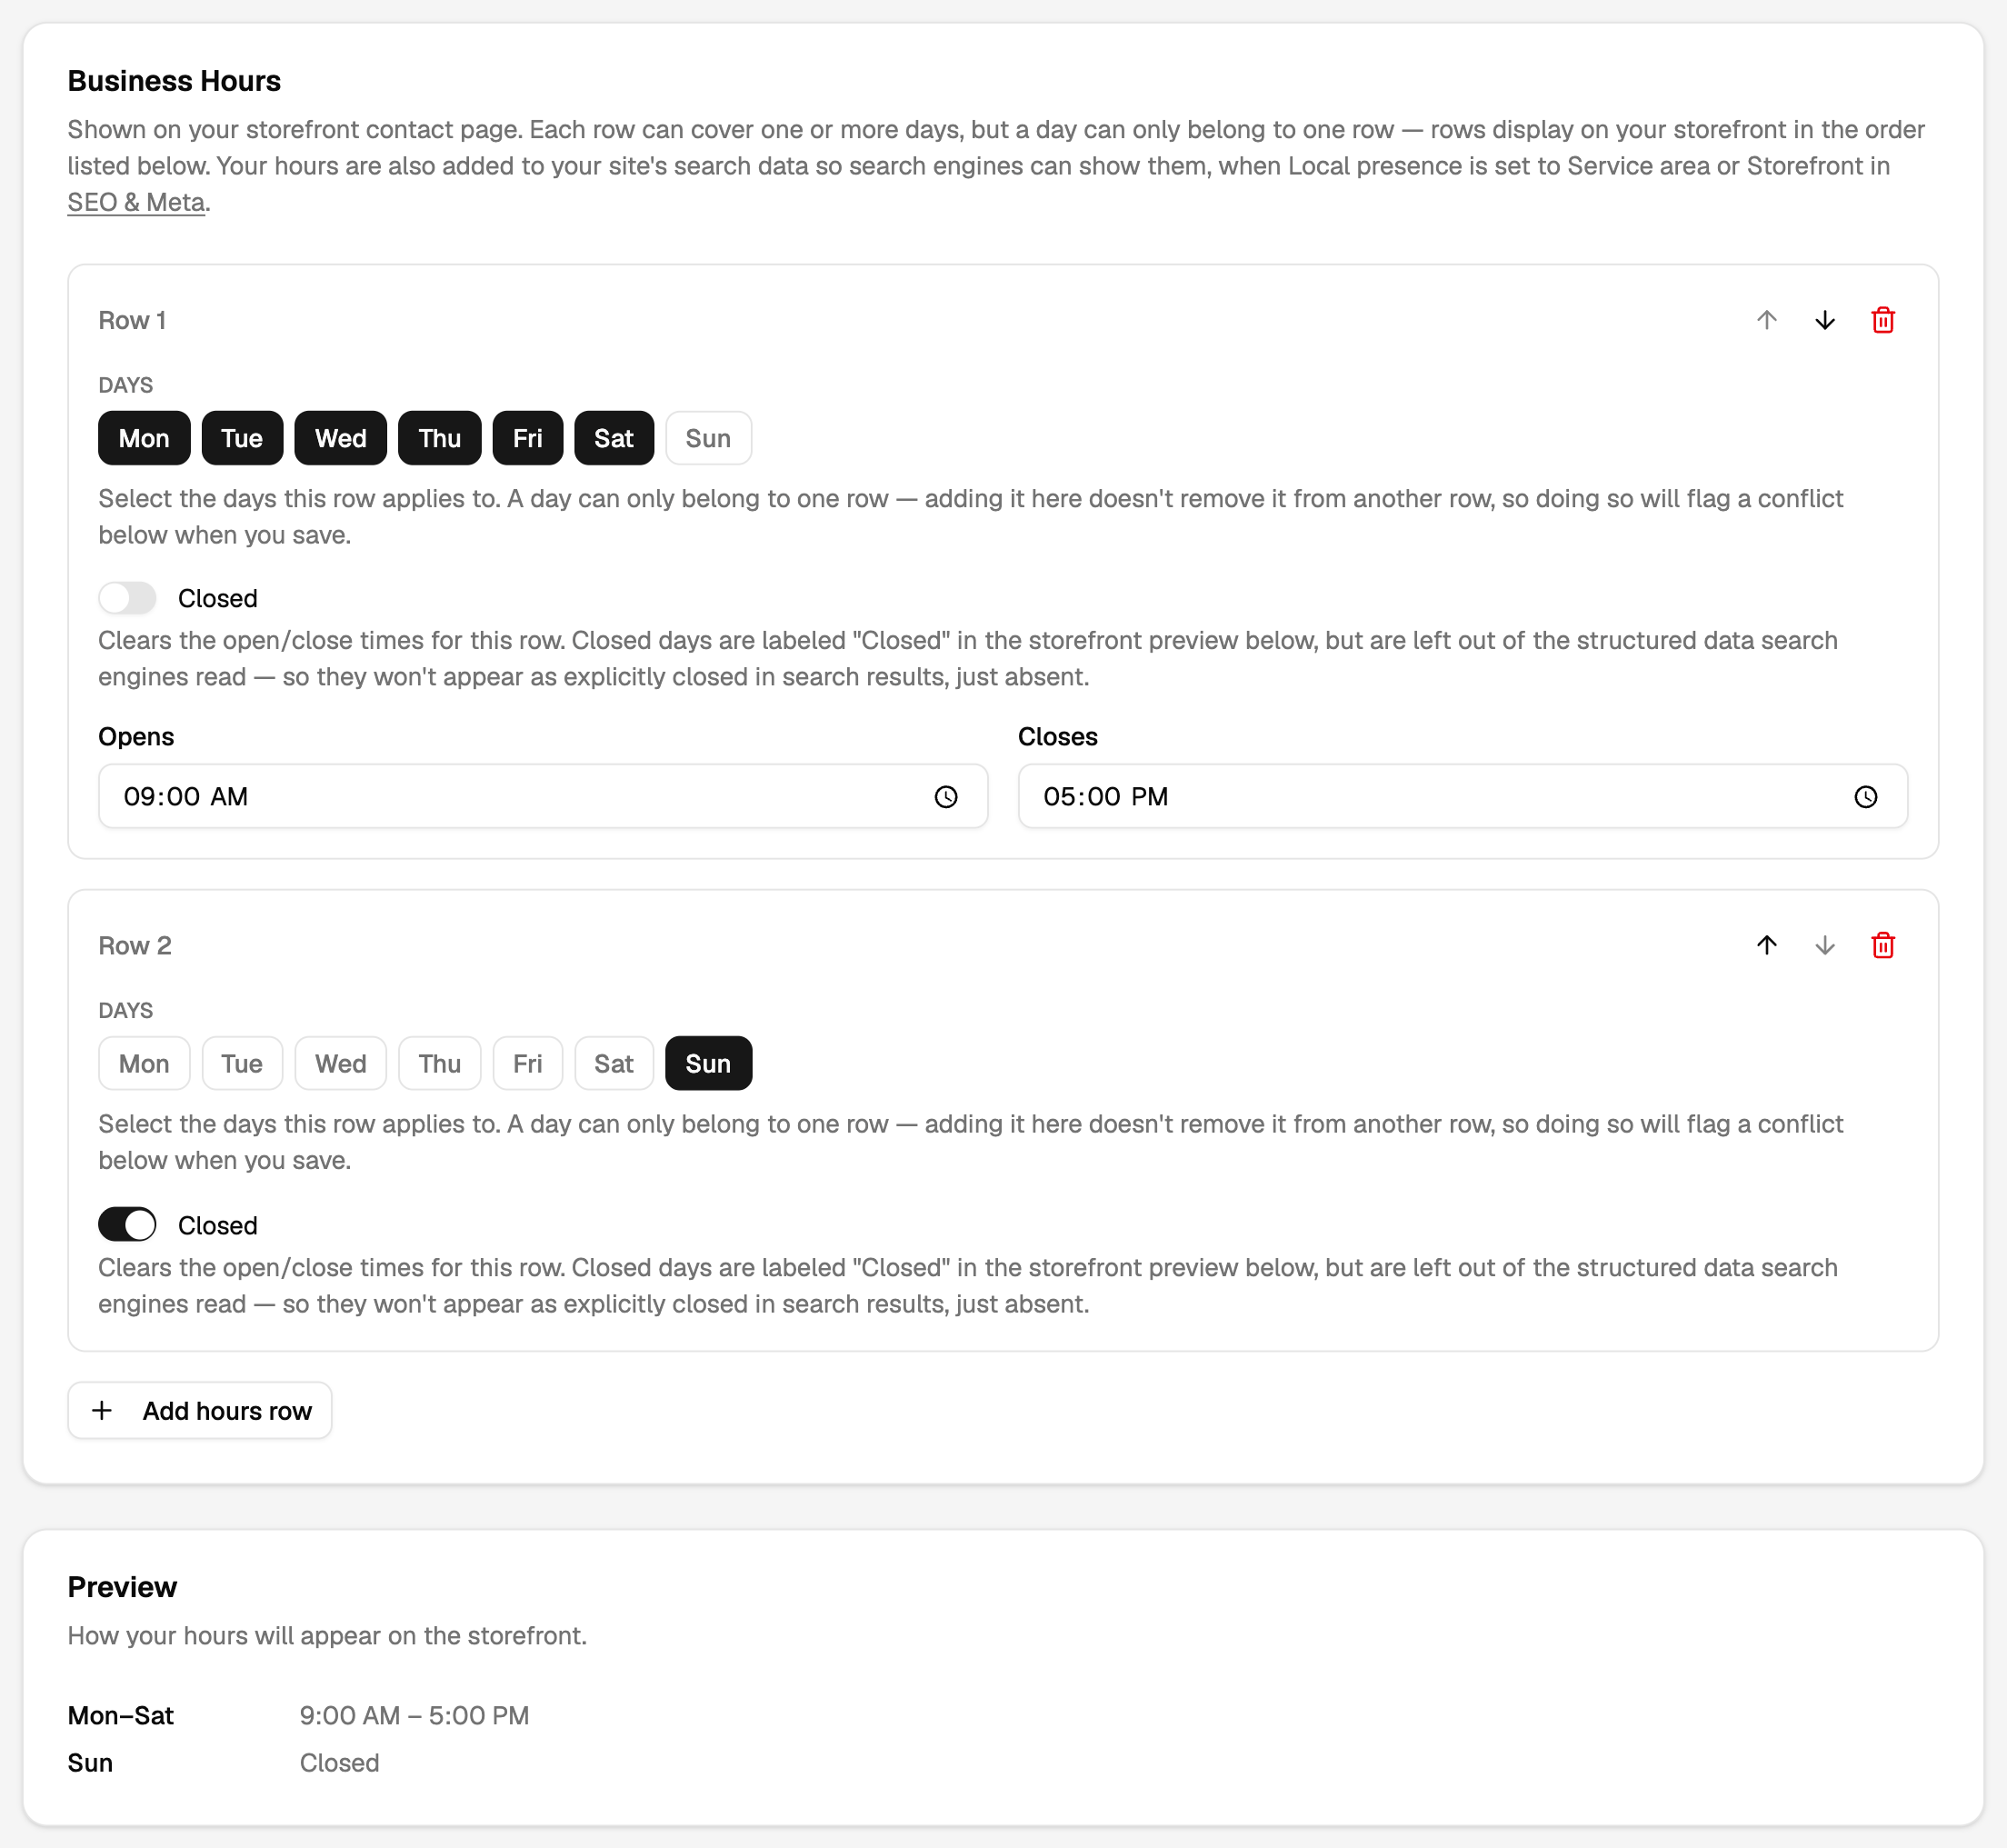 Business Hours
Shown on your storefront contact page. Each row can cover one or more days, but a day can only belong to one row — rows display on your storefront in the order
listed below. Your hours are also added to your site's search data so search engines can show them, when Local presence is set to Service area or Storefront in
SEO & Meta.
Row 1
DAYS
Mon Tue Wed Thu Fri Sat Sun
Select the days this row applies to. A day can only belong to one row — adding it here doesn't remove it from another row, so doing so will flag a conflict
below when you save.
Closed
Clears the open/close times for this row. Closed days are labeled "Closed" in the storefront preview below, but are left out of the structured data search
engines read — so they won't appear as explicitly closed in search results, just absent.
Opens Closes
09:00 AM 05:00 PM
Row 2
DAYS
Mon Tue Wed Thu Fri Sat Sun
Select the days this row applies to. A day can only belong to one row — adding it here doesn't remove it from another row, so doing so will flag a conflict
below when you save.
Closed
Clears the open/close times for this row. Closed days are labeled "Closed" in the storefront preview below, but are left out of the structured data search
engines read — so they won't appear as explicitly closed in search results, just absent.
Add hours row
Preview
How your hours will appear on the storefront.
Mon–Sat 9:00 AM – 5:00 PM
Sun Closed